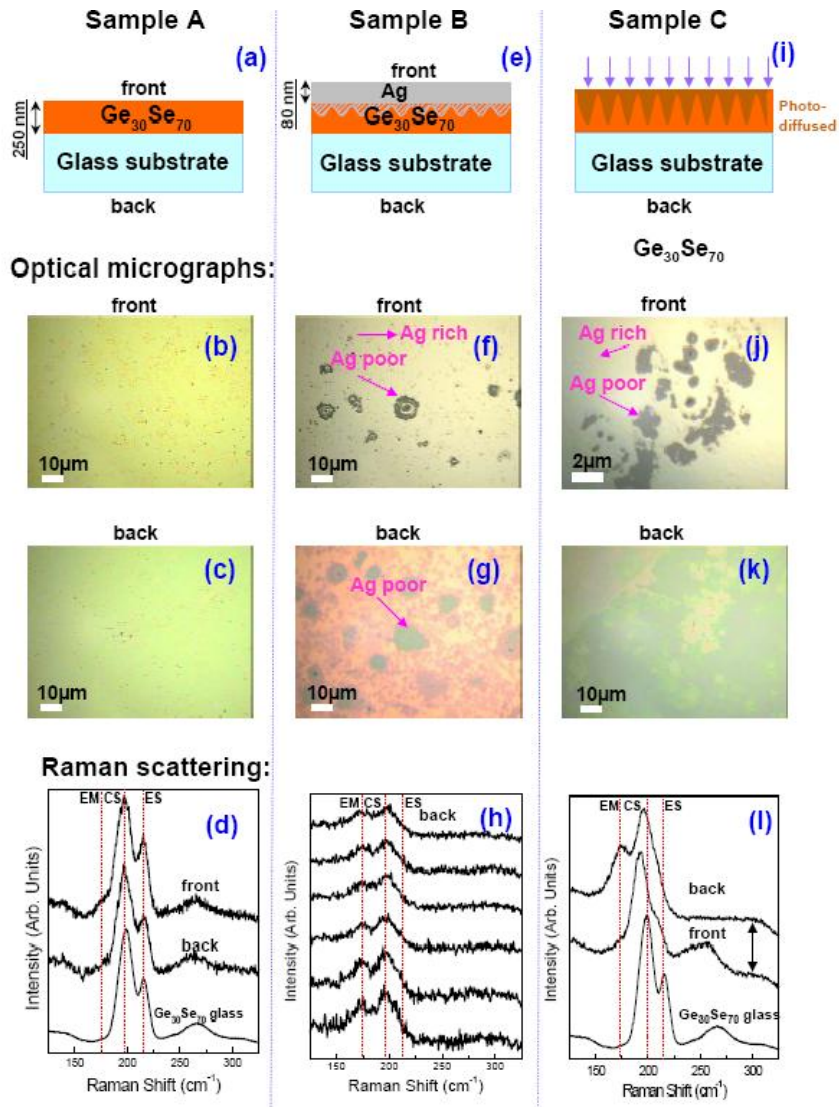 Sample A
Sample B
Sample C
(a)
front
Ge30Se70
250 nm
Glass substrate
back
(e)
front
Ag
80 nm
Ge30Se70
Glass substrate
back
(i)
Photo-
diffused
Glass substrate
back
Ge30Se70
Optical micrographs:
front
(b)
10μm
front
Ag rich
(f)
Ag poor
10μm
front
Ag rich
(j)
Ag poor
2μm
back
(c)
10μm
back
(g)
Ag poor
10μm
back
(k)
10μm
Raman scattering:
EM CS ES
(d)
front
back
Ge30Se70 glass
Intensity (Arb. Units)
150 200 250 300
Raman Shift (cm-1)
EM CS ES
back
(h)
Intensity (Arb. Units)
150 200 250 300
Raman Shift (cm-1)
EM CS ES
(l)
back
front
Ge30Se70 glass
Intensity (Arb. Units)
150 200 250 300
Raman Shift (cm-1)